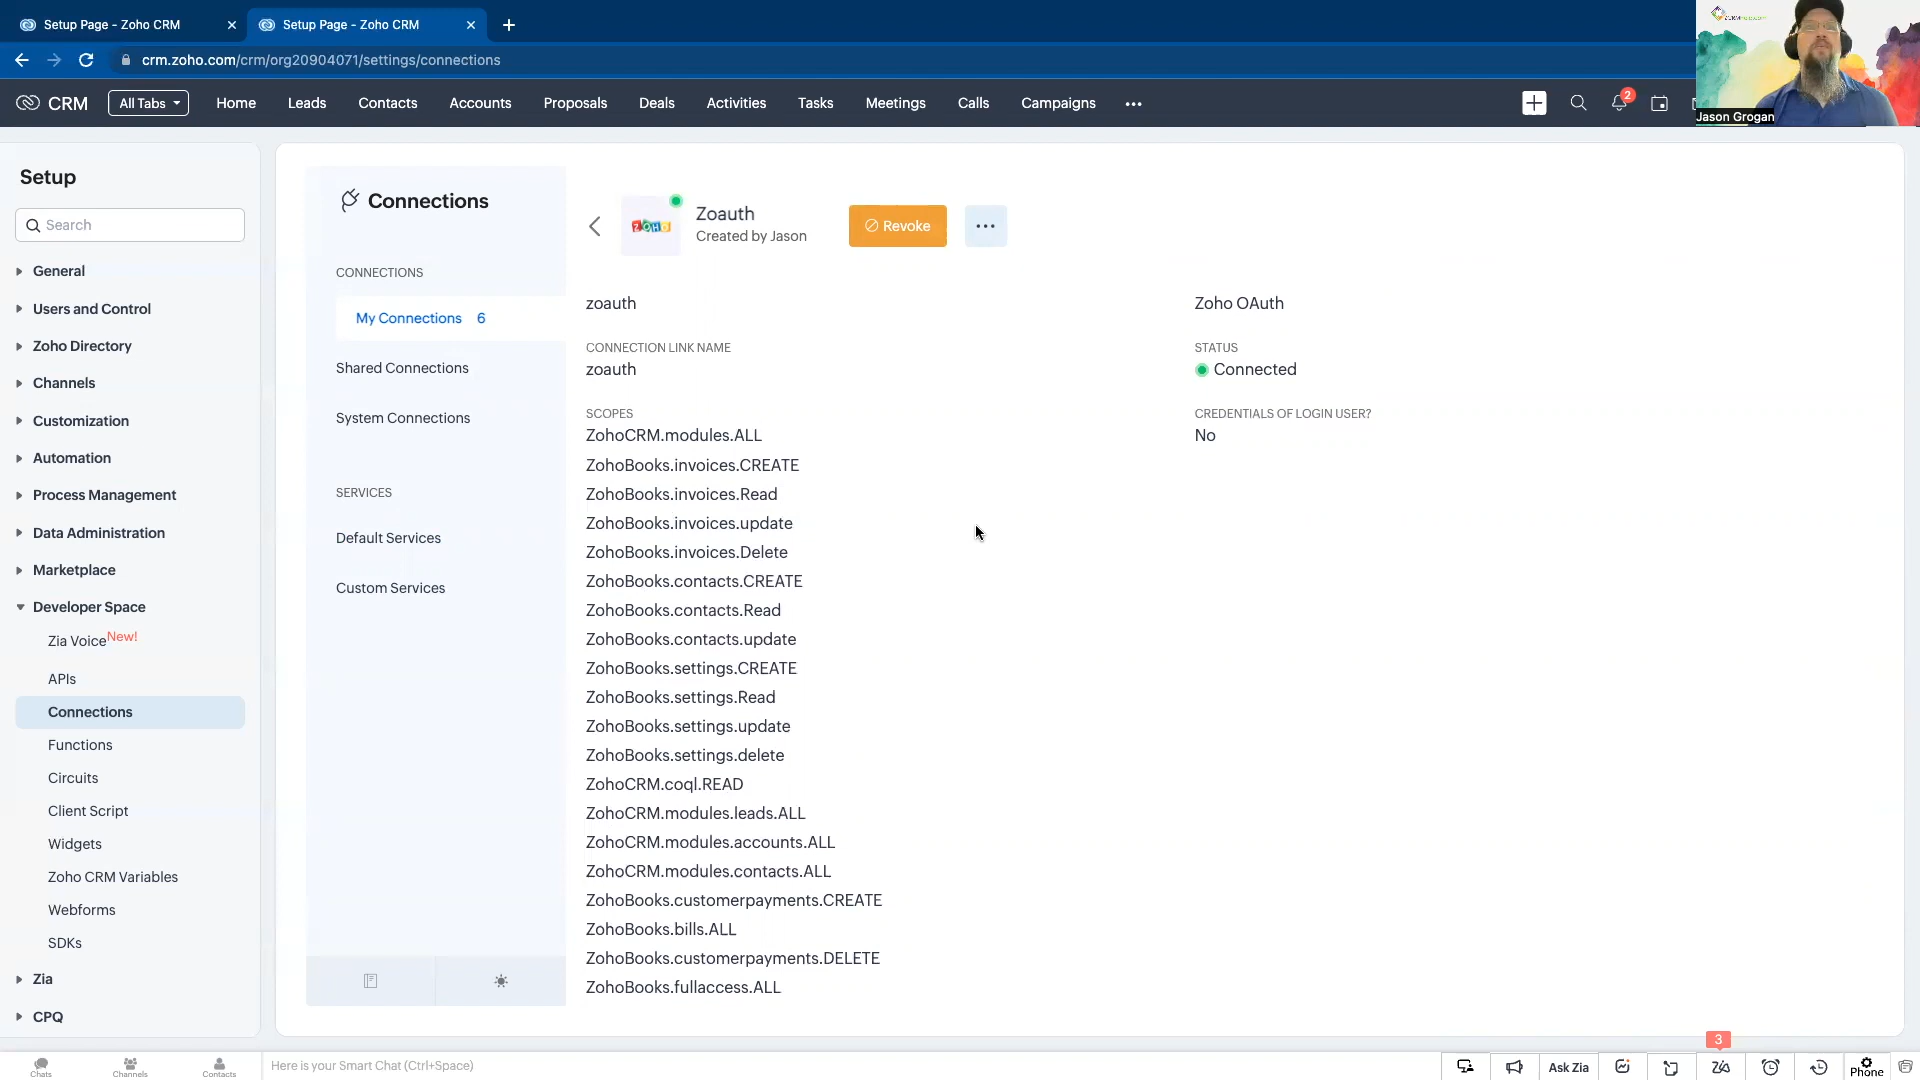 Setup Page - Zoho CRM
Setup Page - Zoho CRM
crm.zoho.com/crm/org20904071/settings/connections
CRM
All Tabs
Home
Leads
Contacts
Accounts
Proposals
Deals
Activities
Tasks
Meetings
Calls
Campaigns
2
Jason Grogan
Setup
Search
General
Users and Control
Zoho Directory
Channels
Customization
Automation
Process Management
Data Administration
Marketplace
Developer Space
Zia Voice New!
APIs
Connections
Functions
Circuits
Client Script
Widgets
Zoho CRM Variables
Webforms
SDKs
Zia
CPQ
Connections
CONNECTIONS
My Connections 6
Shared Connections
System Connections
SERVICES
Default Services
Custom Services
ZOHO
Zoauth
Created by Jason
Revoke
zoauth
CONNECTION LINK NAME
zoauth
SCOPES
ZohoCRM.modules.ALL
ZohoBooks.invoices.CREATE
ZohoBooks.invoices.Read
ZohoBooks.invoices.update
ZohoBooks.invoices.Delete
ZohoBooks.contacts.CREATE
ZohoBooks.contacts.Read
ZohoBooks.contacts.update
ZohoBooks.settings.CREATE
ZohoBooks.settings.Read
ZohoBooks.settings.update
ZohoBooks.settings.delete
ZohoCRM.coql.READ
ZohoCRM.modules.leads.ALL
ZohoCRM.modules.accounts.ALL
ZohoCRM.modules.contacts.ALL
ZohoBooks.customerpayments.CREATE
ZohoBooks.bills.ALL
ZohoBooks.customerpayments.DELETE
ZohoBooks.fullaccess.ALL
Zoho OAuth
STATUS
Connected
CREDENTIALS OF LOGIN USER?
No
Chats
Channels
Contacts
Here is your Smart Chat (Ctrl+Space)
Ask Zia
3
Phone